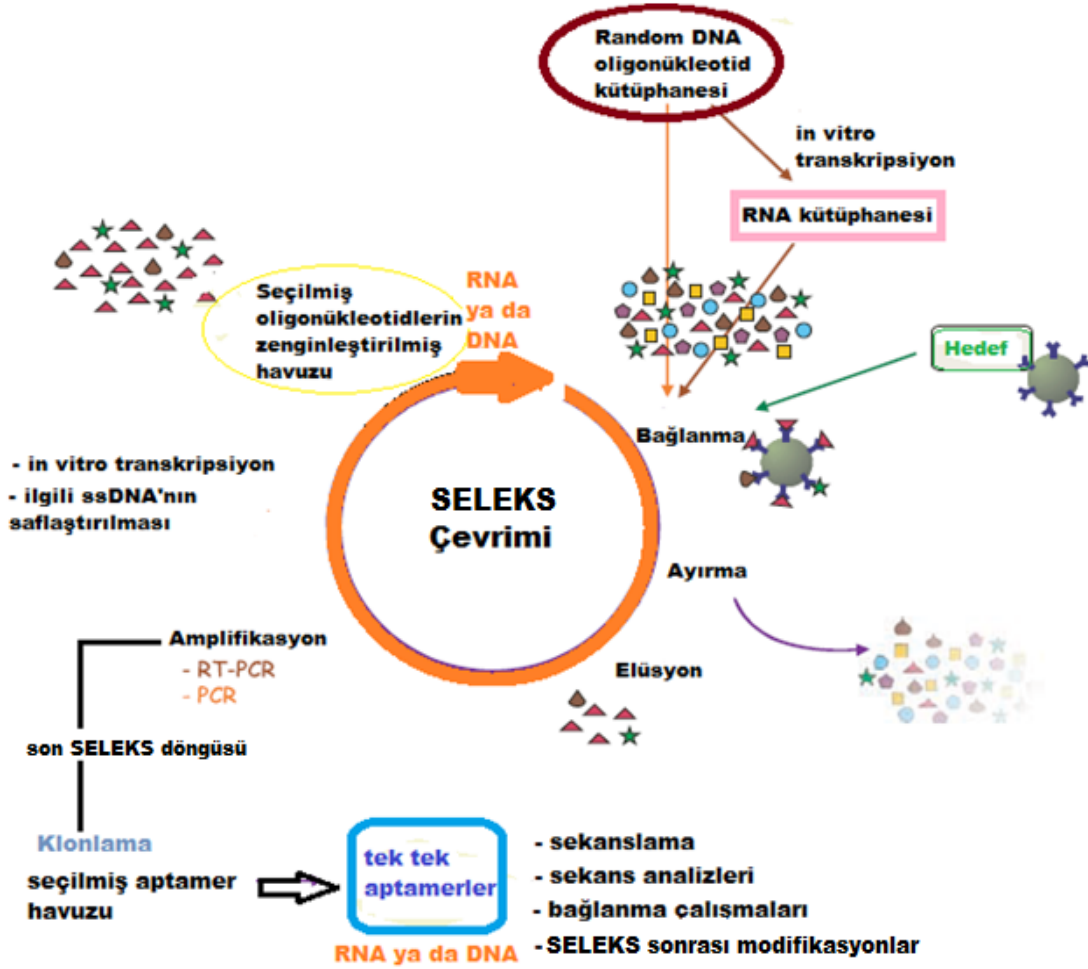 Random DNA
oligonükleotid
kütüphanesi
in vitro
transkripsiyon
RNA kütüphanesi
RNA
ya da
DNA
Seçilmiş
oligonükleotidlerin
zenginleştirilmiş
havuzu
Hedef
Bağlanma
- in vitro transkripsiyon
- ilgili ssDNA'nın
saflaştırılması
SELEKS
Çevrimi
Ayırma
Amplifikasyon
- RT-PCR
- PCR
Elüsyon
son SELEKS döngüsü
Klonlama
seçilmiş aptamer
havuzu
tek tek
aptamerler
RNA ya da DNA
- sekanslama
- sekans analizleri
- bağlanma çalışmaları
-SELEKS sonrası modifikasyonlar